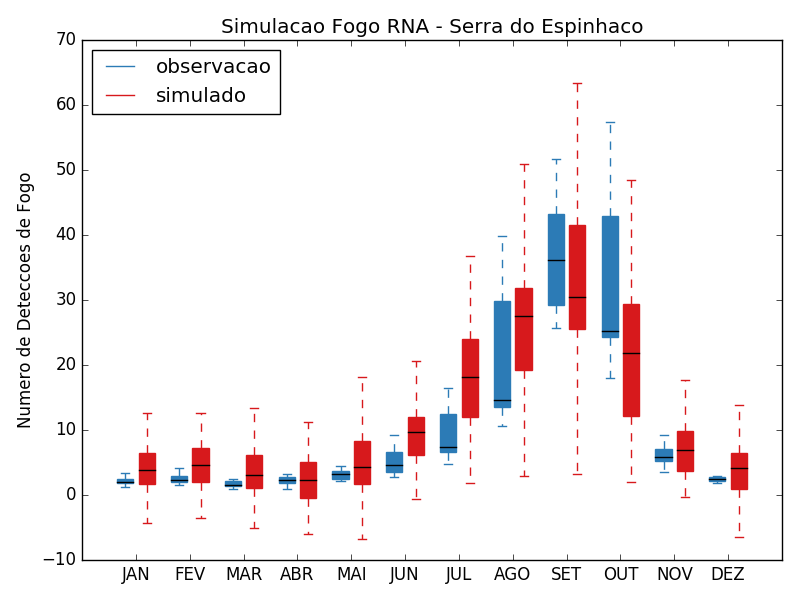 Simulacao Fogo RNA - Serra do Espinhaco
70
60
50
40
30
20
10
0
−10
Numero de Deteccoes de Fogo
observacao
simulado
JAN FEV MAR ABR MAI JUN JUL AGO SET OUT NOV DEZ